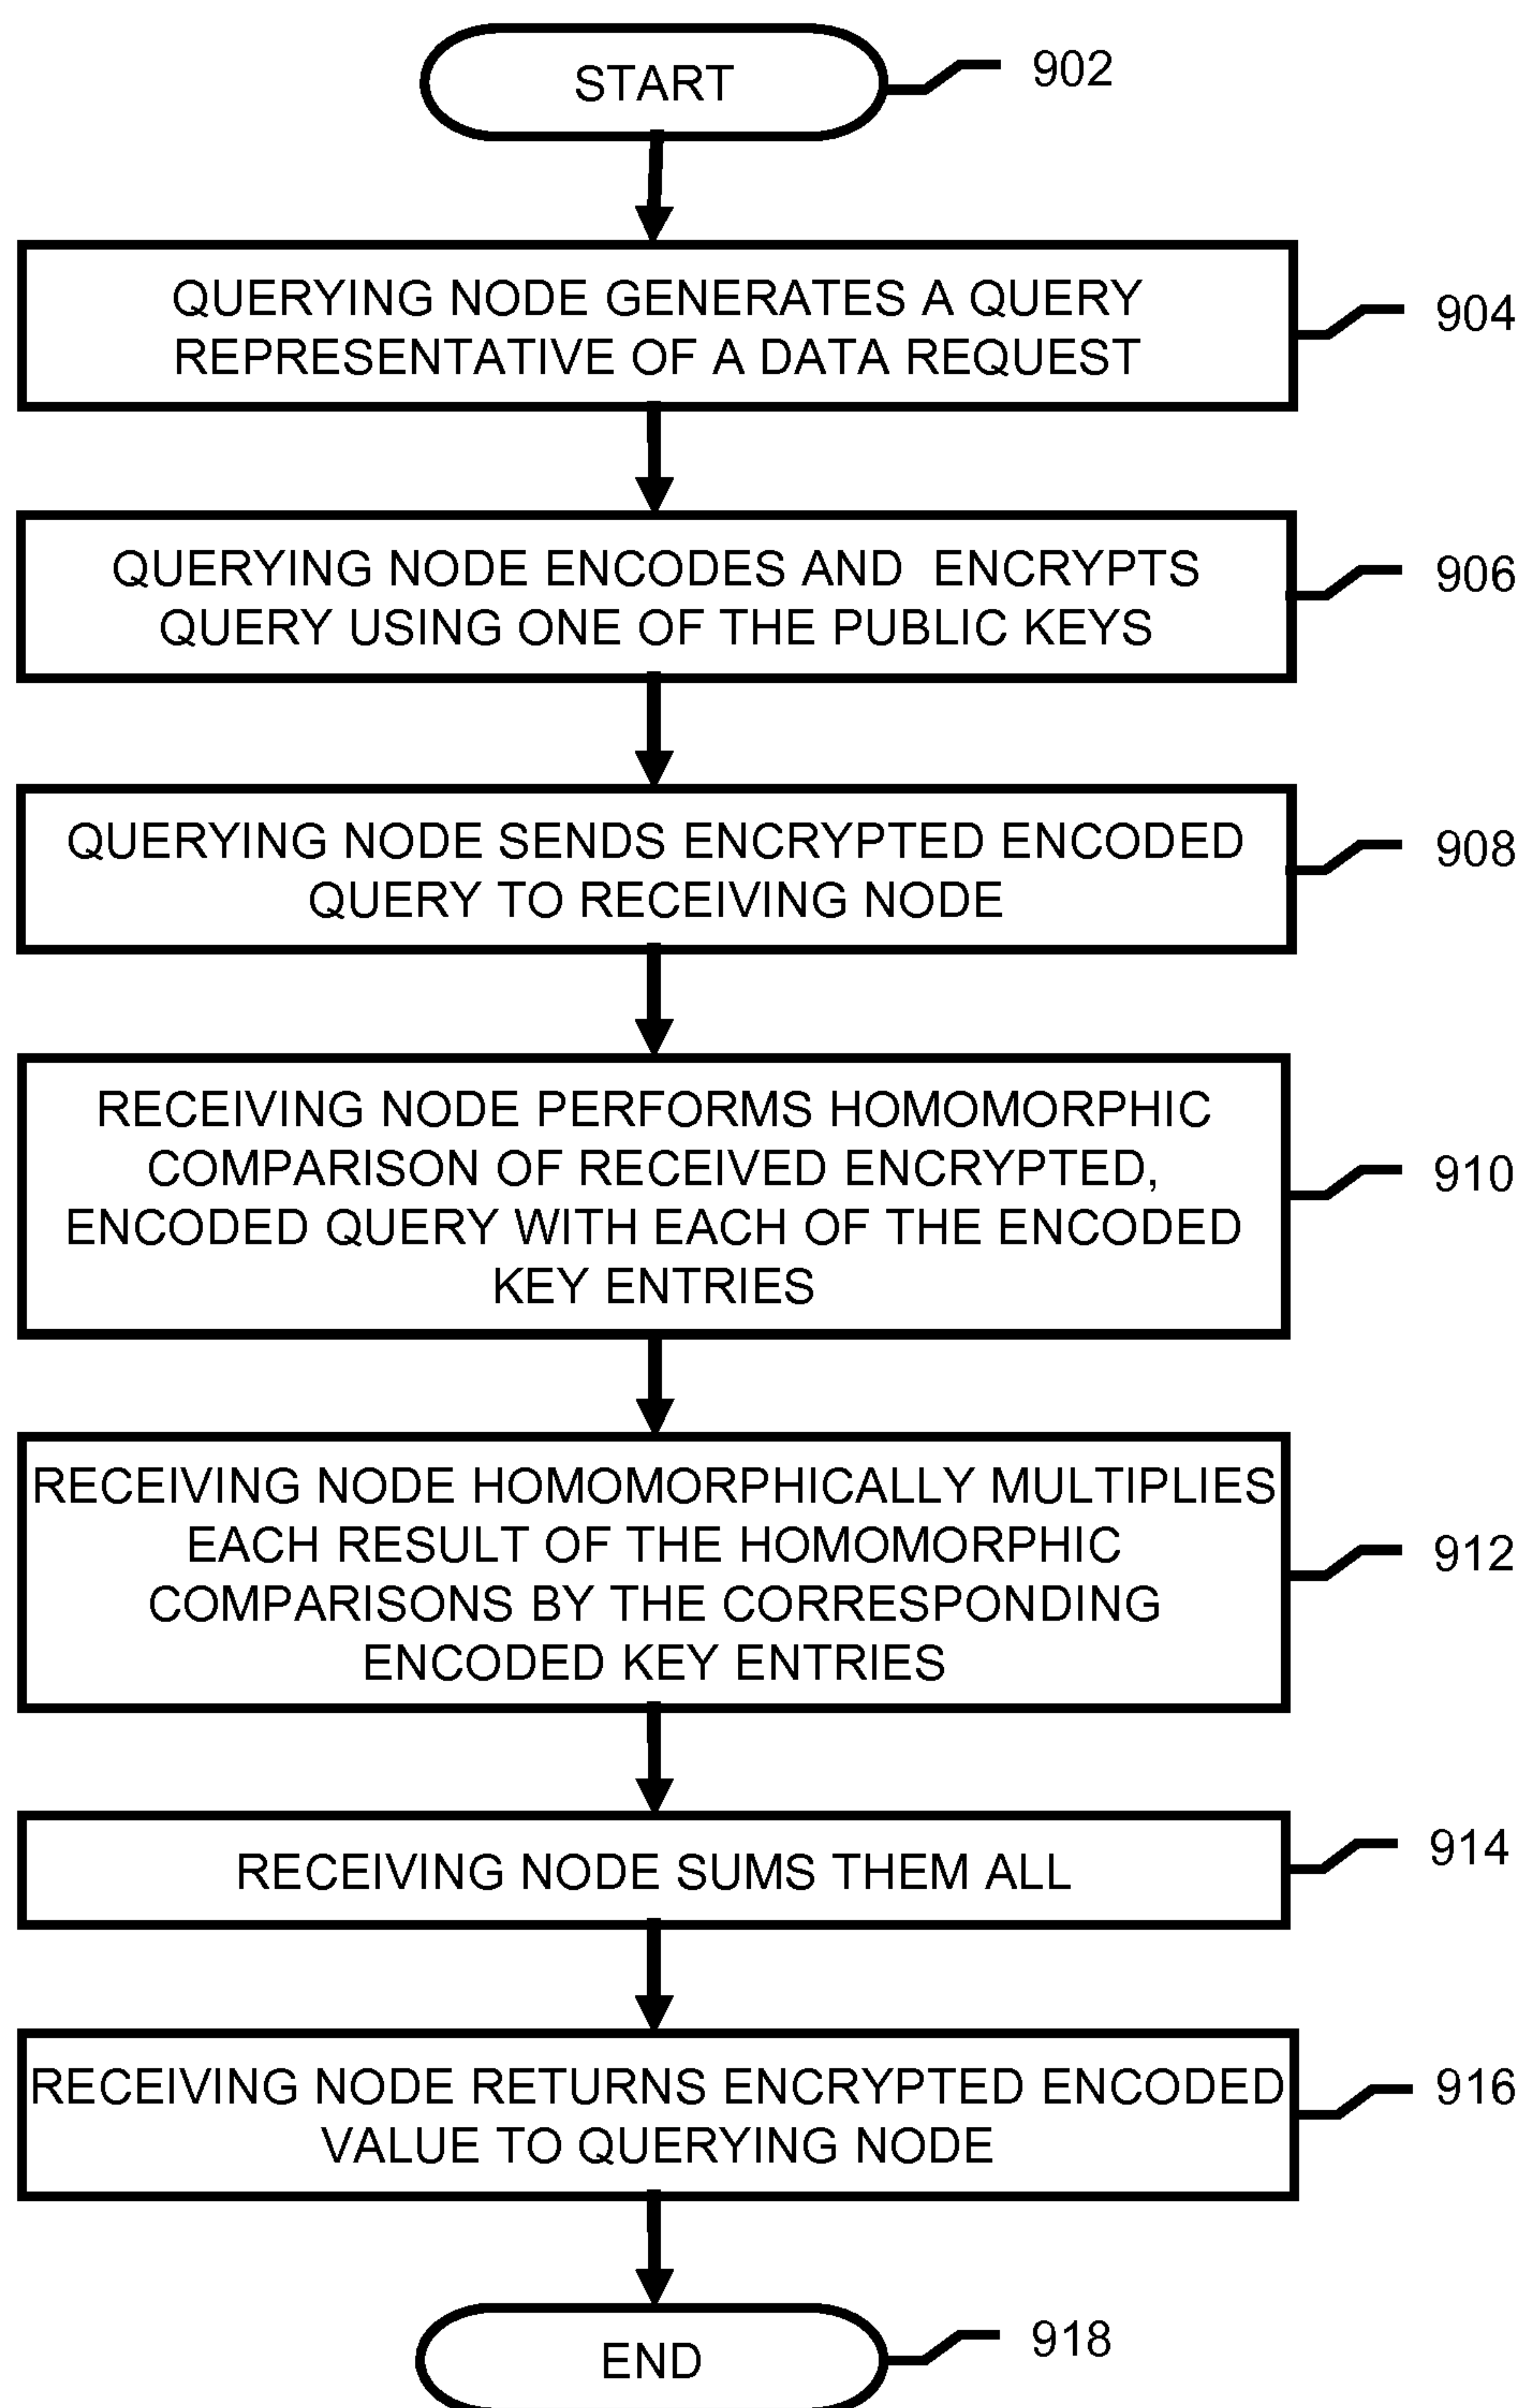 START
902
QUERYING NODE GENERATES A QUERY
REPRESENTATIVE OF A DATA REQUEST
904
QUERYING NODE ENCODES AND ENCRYPTS
QUERY USING ONE OF THE PUBLIC KEYS
906
QUERYING NODE SENDS ENCRYPTED ENCODED
QUERY TO RECEIVING NODE
908
RECEIVING NODE PERFORMS HOMOMORPHIC
COMPARISON OF RECEIVED ENCRYPTED,
ENCODED QUERY WITH EACH OF THE ENCODED
KEY ENTRIES
910
RECEIVING NODE HOMOMORPHICALLY MULTIPLIES
EACH RESULT OF THE HOMOMORPHIC
COMPARISONS BY THE CORRESPONDING
ENCODED KEY ENTRIES
912
RECEIVING NODE SUMS THEM ALL
914
RECEIVING NODE RETURNS ENCRYPTED ENCODED
VALUE TO QUERYING NODE
916
END
918